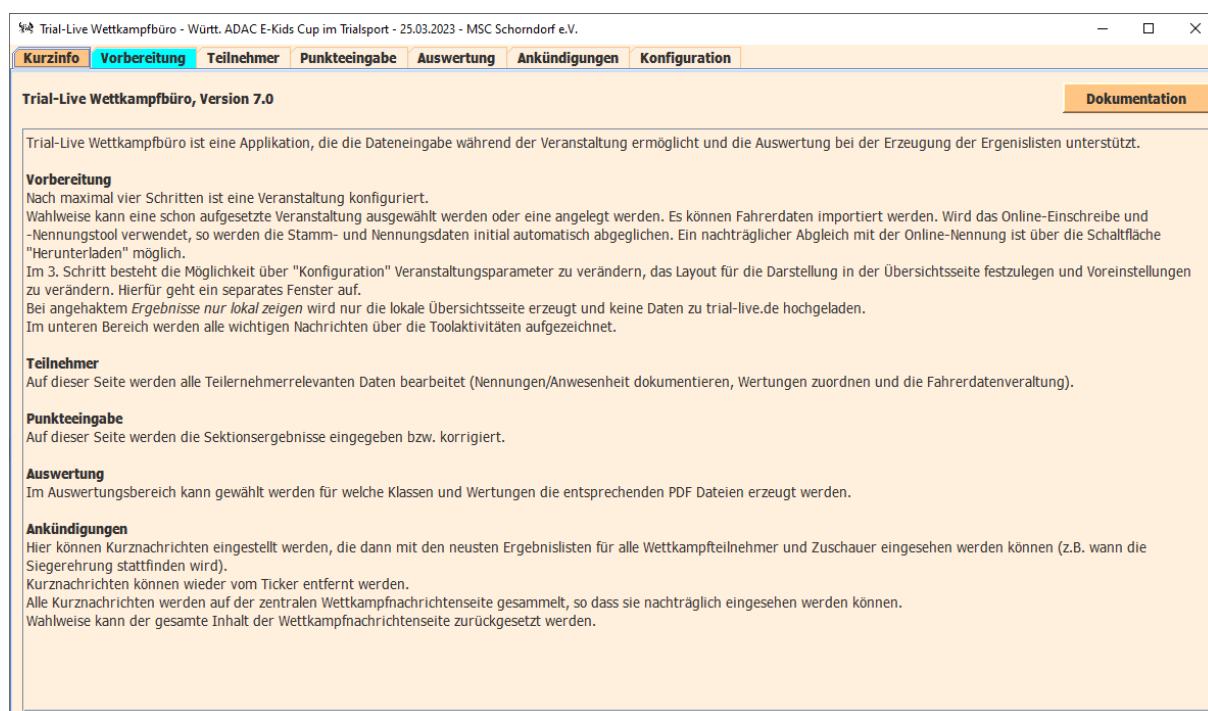 Trial-Live Wettkampfbüro - Württ. ADAC E-Kids Cup im Trialsport - 25.03.2023 - MSC Schorndorf e.V.
Kurzinfo Vorbereitung Teilnehmer Punkteeingabe Auswertung Ankündigungen Konfiguration
Trial-Live Wettkampfbüro, Version 7.0
Dokumentation
Trial-Live Wettkampfbüro ist eine Applikation, die die Dateneingabe während der Veranstaltung ermöglicht und die Auswertung bei der Erzeugung der Ergenislisten unterstützt.
Vorbereitung
Nach maximal vier Schritten ist eine Veranstaltung konfiguriert.
Wahlweise kann eine schon aufgesetzte Veranstaltung ausgewählt werden oder eine angelegt werden. Es können Fahrerdaten importiert werden. Wird das Online-Einschreibe und
-Nennungstool verwendet, so werden die Stamm- und Nennungsdaten initial automatisch abgeglichen. Ein nachträglicher Abgleich mit der Online-Nennung ist über die Schaltfläche
"Herunterladen" möglich.
Im 3. Schritt besteht die Möglichkeit über "Konfiguration" Veranstaltungsparameter zu verändern, das Layout für die Darstellung in der Übersichtsseite festzulegen und Voreinstellungen
zu verändern. Hierfür geht ein separates Fenster auf.
Bei angehaktem Ergebnisse nur lokal zeigen wird nur die lokale Übersichtsseite erzeugt und keine Daten zu trial-live.de hochgeladen.
Im unteren Bereich werden alle wichtigen Nachrichten über die Toolaktivitäten aufgezeichnet.
Teilnehmer
Auf dieser Seite werden alle Teilernehmerrelevanten Daten bearbeitet (Nennungen/Anwesenheit dokumentieren, Wertungen zuordnen und die Fahrerdatenveraltung).
Punkteeingabe
Auf dieser Seite werden die Sektionsergebnisse eingegeben bzw. korrigiert.
Auswertung
Im Auswertungsbereich kann gewählt werden für welche Klassen und Wertungen die entsprechenden PDF Dateien erzeugt werden.
Ankündigungen
Hier können Kurznachrichten eingestellt werden, die dann mit den neusten Ergebnislisten für alle Wettkampfteilnehmer und Zuschauer eingesehen werden können (z.B. wann die
Siegerehrung stattfinden wird).
Kurznachrichten können wieder vom Ticker entfernt werden.
Alle Kurznachrichten werden auf der zentralen Wettkampfnachrichtenseite gesammelt, so dass sie nachträglich eingesehen werden können.
Wahlweise kann der gesamte Inhalt der Wettkampfnachrichtenseite zurückgesetzt werden.